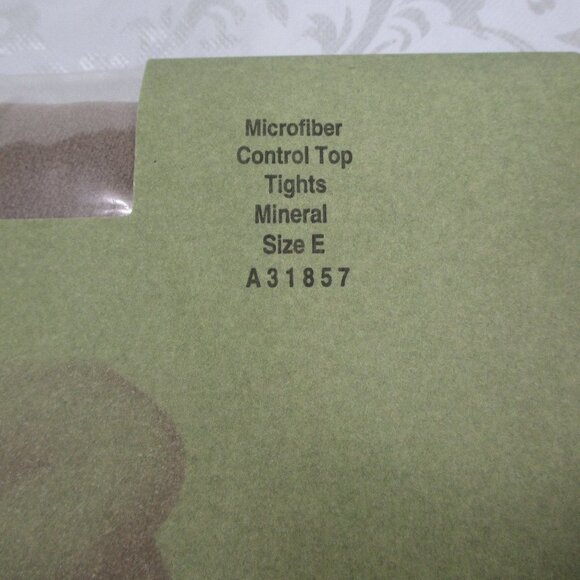 Microfiber
Control Top
Tights
Mineral
Size E
A31857